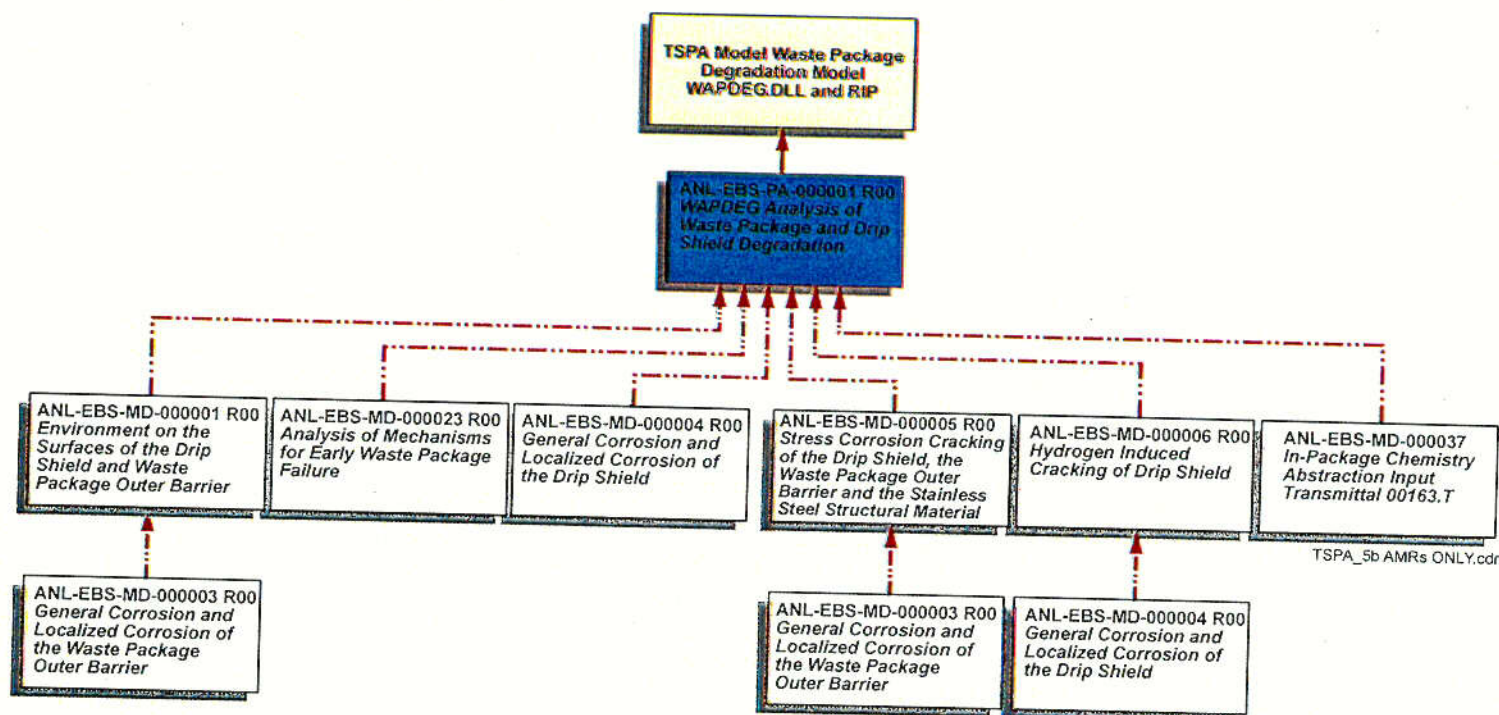 TSPA Model Waste Package
Degradation Model
WAPDEG.DLL and RIP
ANL-EBS-PA-000001 R00
WAPDEG Analysis of
Waste Package and Drip
Shield Degradation
ANL-EBS-MD-000001 R00
Environment on the
Surfaces of the Drip
Shield and Waste
Package Outer Barrier
ANL-EBS-MD-000023 R00
Analysis of Mechanisms
for Early Waste Package
Failure
ANL-EBS-MD-000004 R00
General Corrosion and
Localized Corrosion of
the Drip Shield
ANL-EBS-MD-000005 R00
Stress Corrosion Cracking
of the Drip Shield, the
Waste Package Outer
Barrier and the Stainless
Steel Structural Material
ANL-EBS-MD-000006 R00
Hydrogen Induced
Cracking of Drip Shield
ANL-EBS-MD-000037
In-Package Chemistry
Abstraction Input
Transmittal 00163.T
TSPA_5b AMRs ONLY.cdr
ANL-EBS-MD-000003 R00
General Corrosion and
Localized Corrosion of
the Waste Package
Outer Barrier
ANL-EBS-MD-000003 R00
General Corrosion and
Localized Corrosion of
the Waste Package
Outer Barrier
ANL-EBS-MD-000004 R00
General Corrosion and
Localized Corrosion of
the Drip Shield